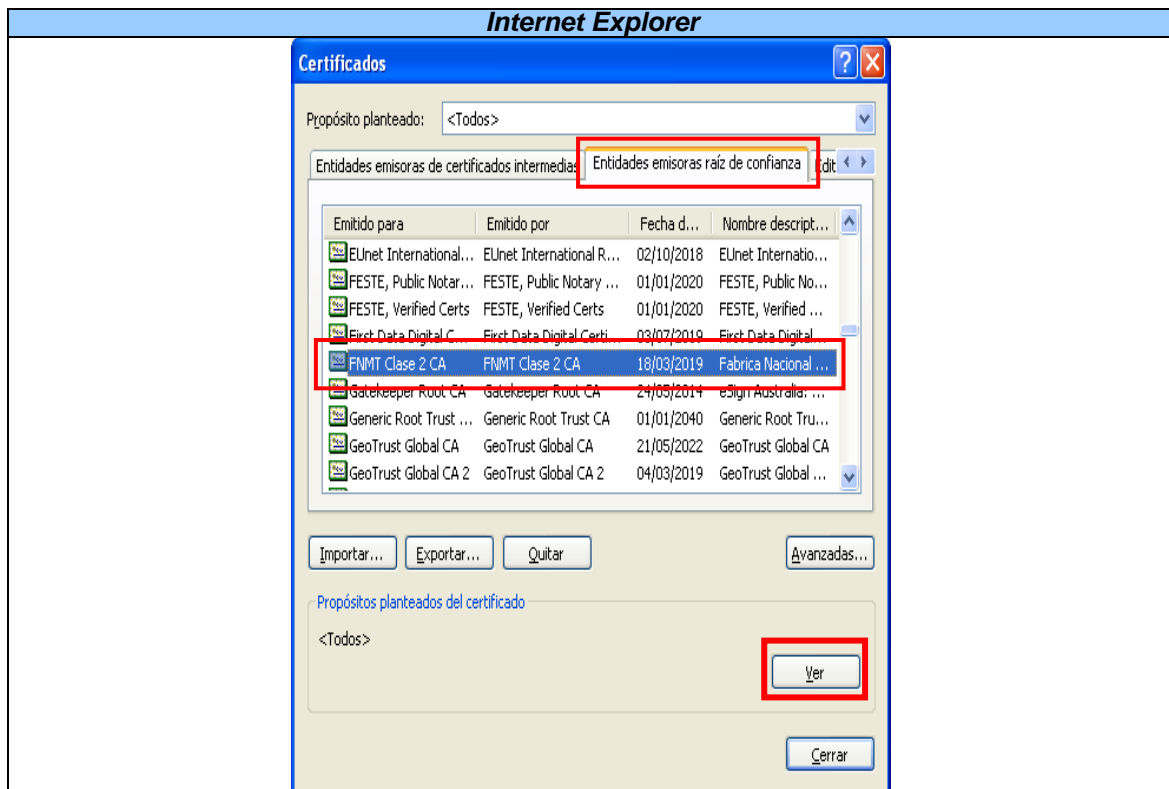 Internet Explorer
Certificados
Propósito planteado: <Todos>
Entidades emisoras de certificados intermedias Entidades emisoras raíz de confianza Edit
Emitido para Emitido por Fecha d... Nombre descript...
EUnet International... EUnet International R... 02/10/2018 EUnet Internatio...
FESTE, Public Notar... FESTE, Public Notary ... 01/01/2020 FESTE, Public No...
FESTE, Verified Certs FESTE, Verified Certs 01/01/2020 FESTE, Verified ...
First Data Digital C... First Data Digital Certi... 03/07/2019 First Data Digital...
FNMT Clase 2 CA FNMT Clase 2 CA 18/03/2019 Fabrica Nacional ...
Gatekeeper Root CA Gatekeeper Root CA 24/05/2014 eSign Australia: ...
Generic Root Trust ... Generic Root Trust CA 01/01/2040 Generic Root Tru...
GeoTrust Global CA GeoTrust Global CA 21/05/2022 GeoTrust Global CA
GeoTrust Global CA 2 GeoTrust Global CA 2 04/03/2019 GeoTrust Global ...
Importar... Exportar... Quitar Avanzadas...
Propósitos planteados del certificado
<Todos>
Ver
Cerrar